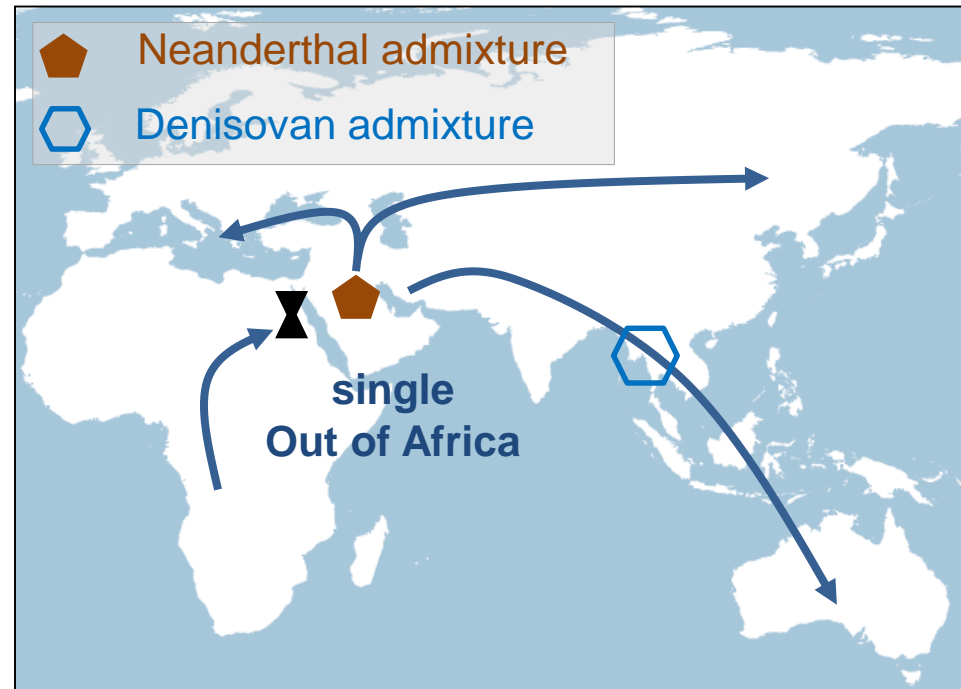 Neanderthal admixture
Denisovan admixture
single
Out of Africa